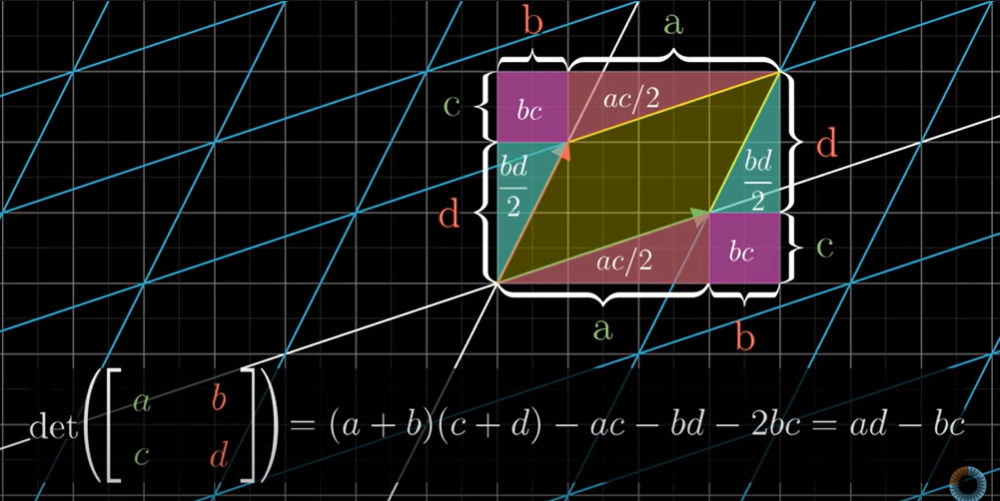 b a
c bc ac/2
d bd/2 bd/2 d
ac/2 bc c
a b
det([a b
c d]) = (a + b)(c + d) − ac − bd − 2bc = ad − bc